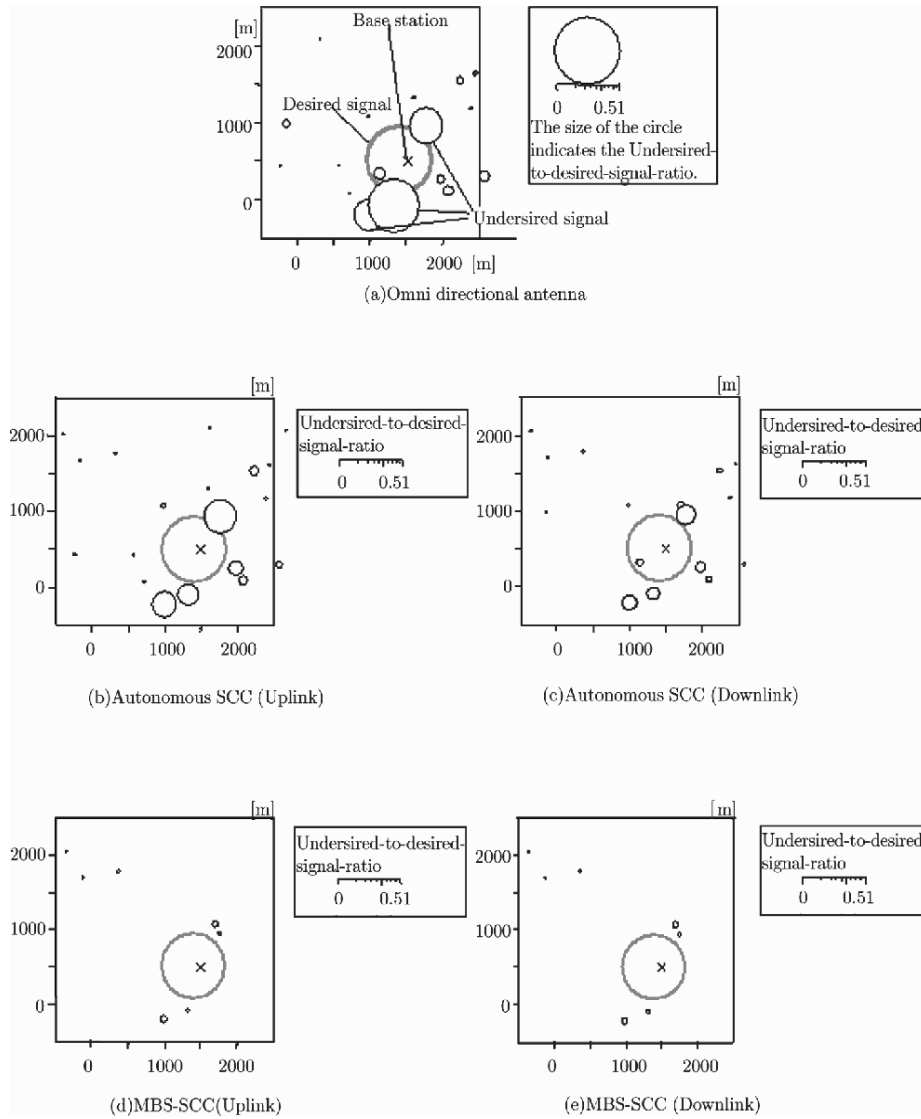 [m]
Base station
2000
Desired signal
1000
0
Undersired signal
0 1000 2000 [m]
0 0.51
The size of the circle
indicates the Undersired-
to-desired-signal-ratio.
(a)Omni directional antenna
[m]
2000
1000
0
0 1000 2000
Undersired-to-desired-
signal-ratio
0 0.51
(b)Autonomous SCC (Uplink)
[m]
2000
1000
0
0 1000 2000
Undersired-to-desired
signal-ratio
0 0.51
(c)Autonomous SCC (Downlink)
[m]
2000
1000
0
0 1000 2000
Undersired-to-desired-
signal-ratio
0 0.51
(d)MBS-SCC(Uplink)
[m]
2000
1000
0
0 1000 2000
Undersired-to-desired
signal-ratio
0 0.51
(e)MBS-SCC (Downlink)